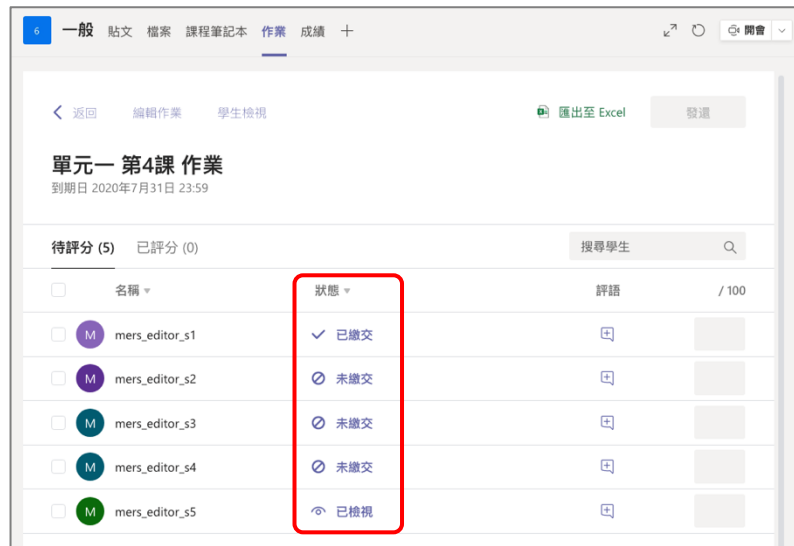 6 一般 貼文 檔案 課程筆記本 作業 成績 開會
返回 編輯作業 學生檢視 匯出至 Excel 發還
單元一 第4課 作業
到期日 2020年7月31日 23:59
待評分 (5) 已評分 (0) 搜尋學生
名稱 狀態 評語 / 100
M mers_editor_s1 已繳交
M mers_editor_s2 未繳交
M mers_editor_s3 未繳交
M mers_editor_s4 未繳交
M mers_editor_s5 已檢視